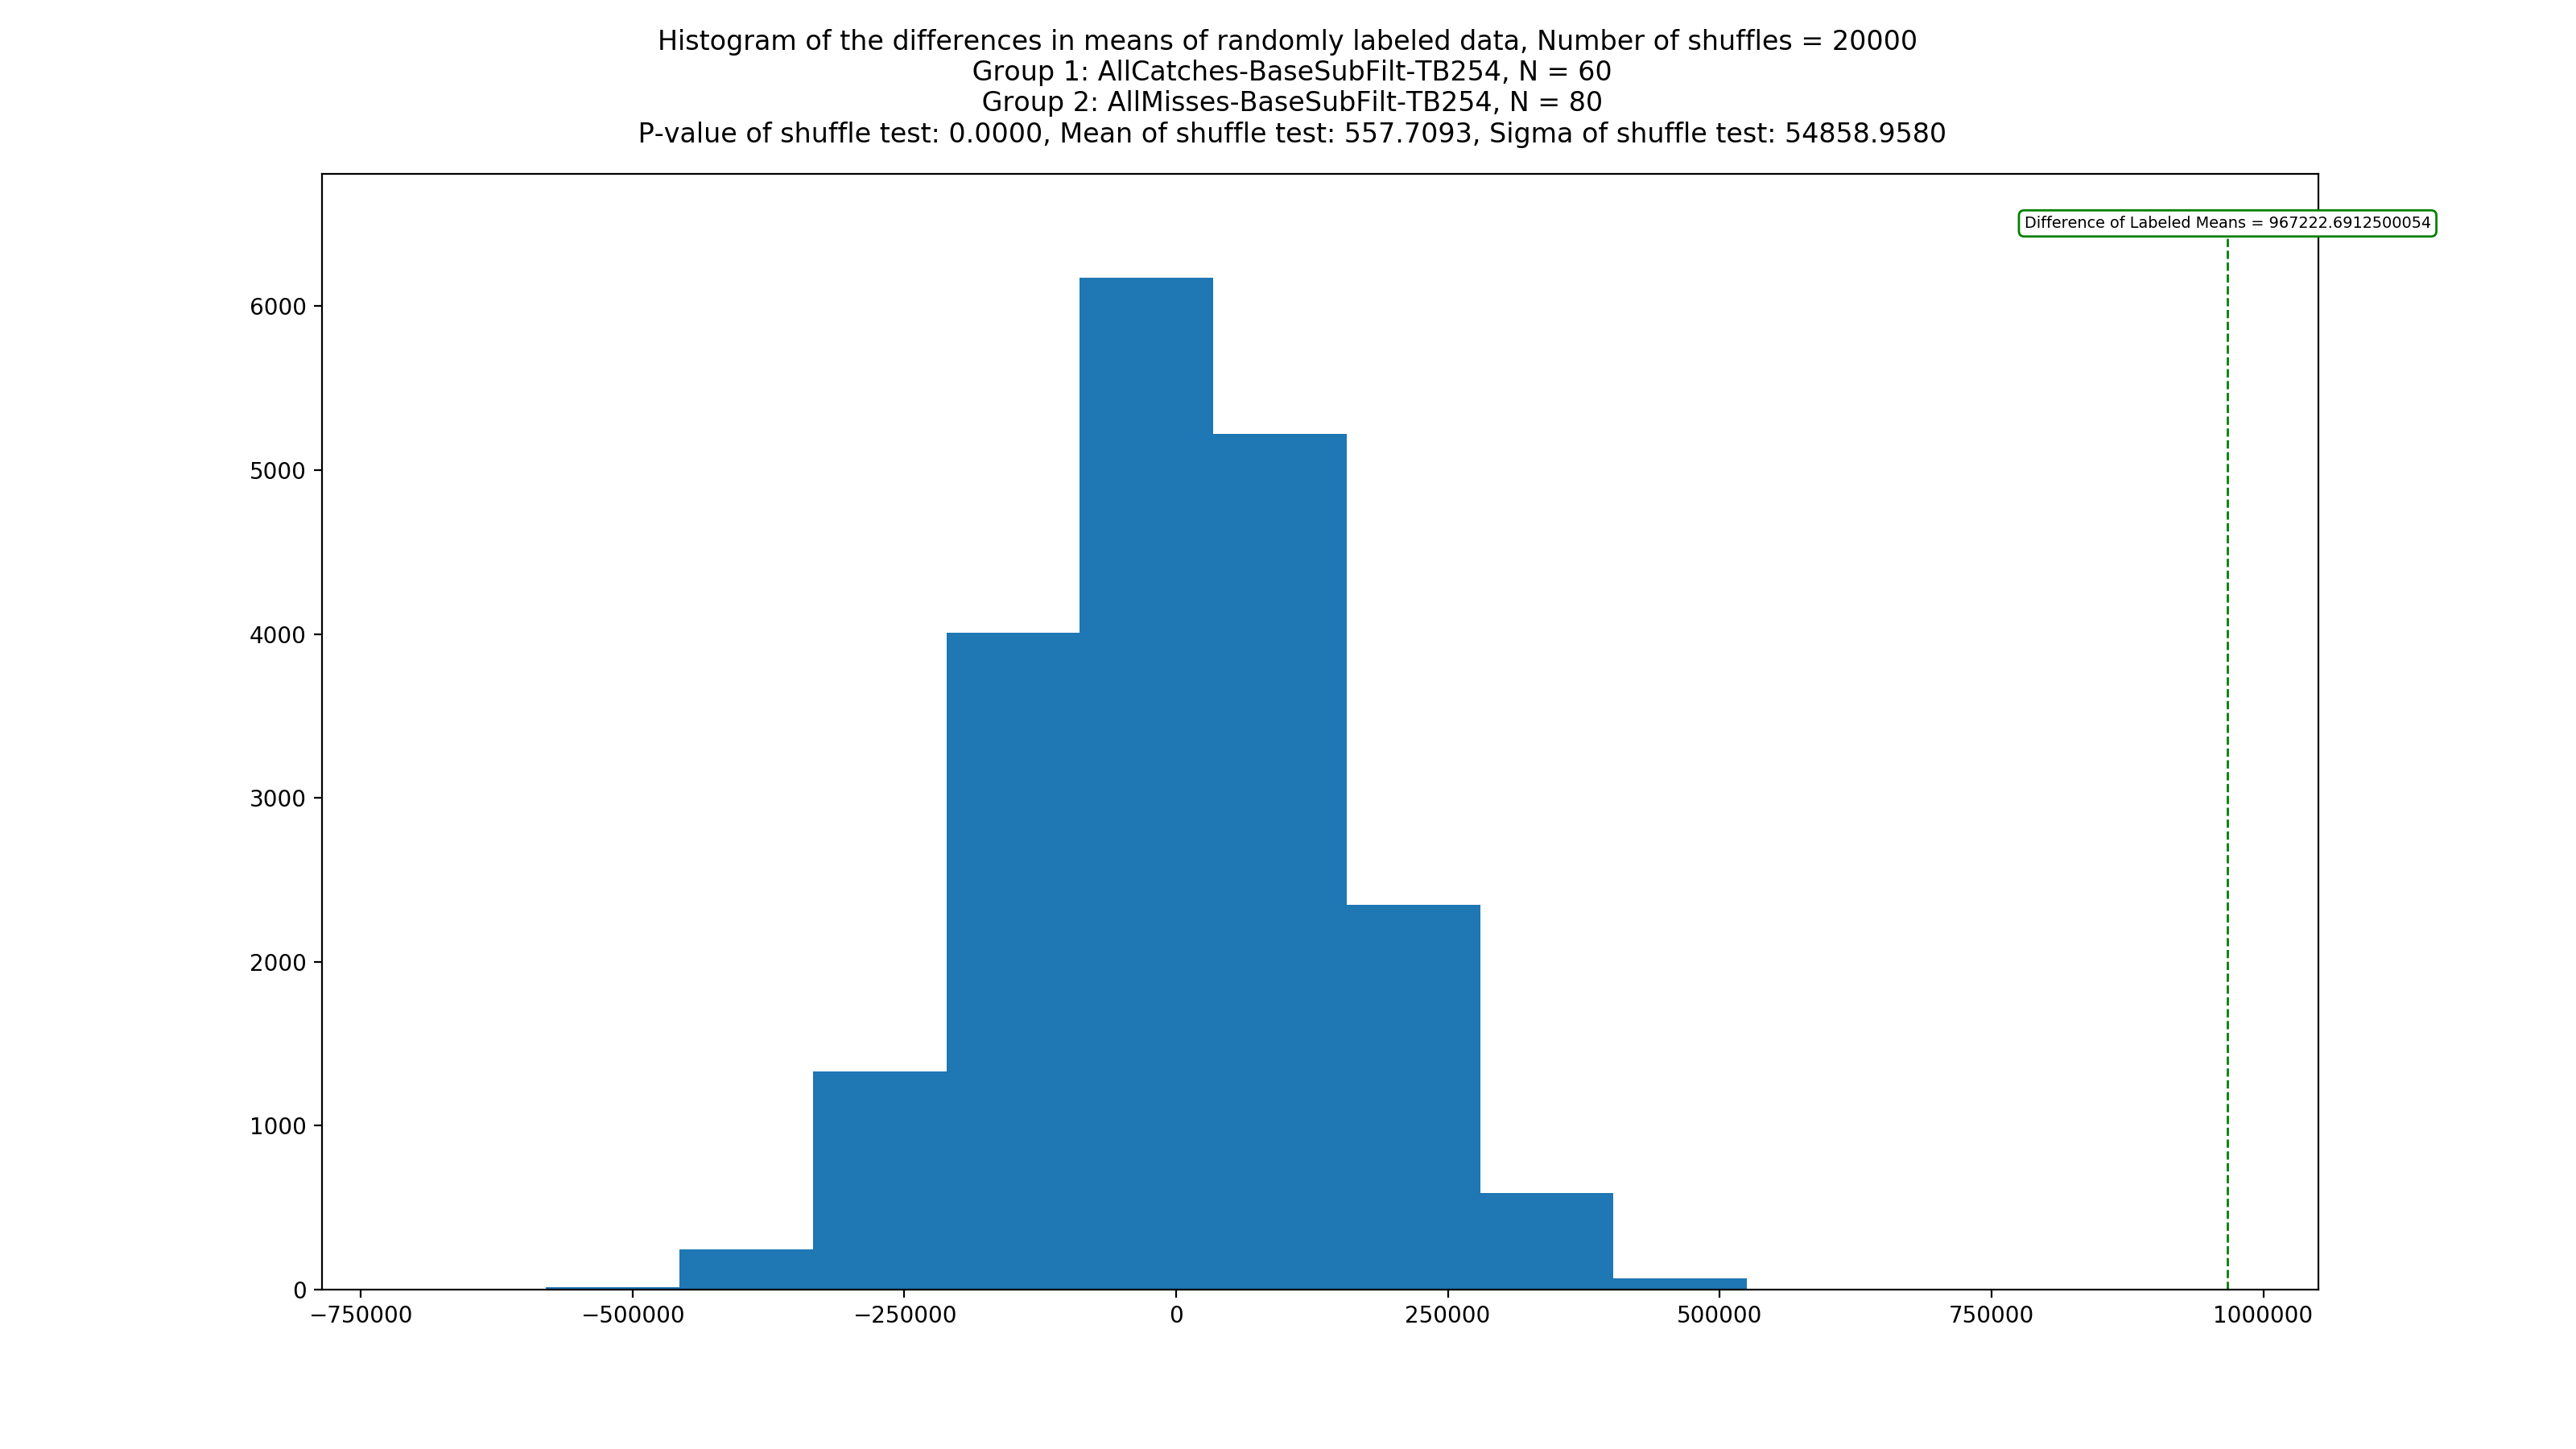 Histogram of the differences in means of randomly labeled data, Number of shuffles = 20000
Group 1: AllCatches-BaseSubFilt-TB254, N = 60
Group 2: AllMisses-BaseSubFilt-TB254, N = 80
P-value of shuffle test: 0.0000, Mean of shuffle test: 557.7093, Sigma of shuffle test: 54858.9580
Difference of Labeled Means = 967222.6912500054
6000
5000
4000
3000
2000
1000
0
−750000 −500000 −250000 0 250000 500000 750000 1000000